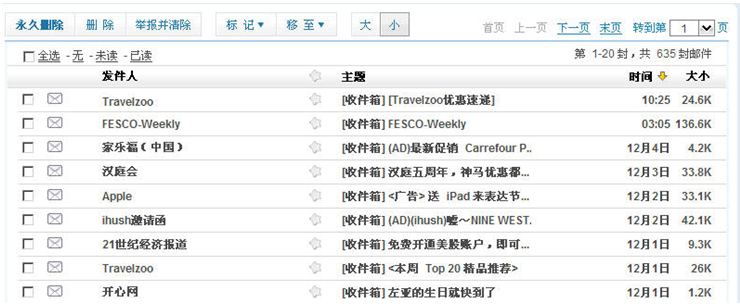 永久删除 删 除 举报并清除 标 记 移 至 大 小 首页 上一页 下一页 末页 转到第 1 页
全选 - 无 - 未读 - 已读 第 1-20 封，共 635 封邮件
发件人 主题 时间 大小
Travelzoo [收件箱] [Travelzoo优惠速递] 10:25 24.6K
FESCO-Weekly [收件箱] FESCO-Weekly 03:05 136.6K
家乐福（中国） [收件箱] (AD)最新促销 Carrefour P.. 12月4日 4.2K
汉庭会 [收件箱] 汉庭五周年，神马优惠都... 12月3日 33.8K
Apple [收件箱] <广告> 送 iPad 来表达节... 12月2日 33.1K
ihush邀请函 [收件箱] (AD)(ihush)嘘～NINE WEST. 12月2日 42.1K
21世纪经济报道 [收件箱] 免费开通美股账户，即可... 12月1日 9.3K
Travelzoo [收件箱] <本周 Top 20 精品推荐> 12月1日 26K
开心网 [收件箱] 左亚的生日就快到了 12月1日 1.2K